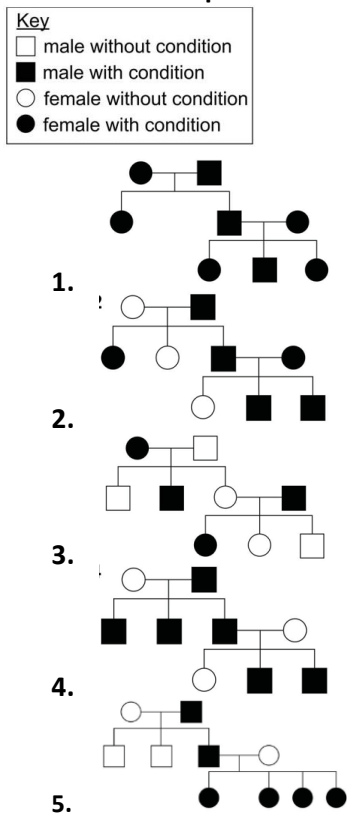 Key
male without condition
male with condition
female without condition
female with condition
1.
2.
3.
4.
5.